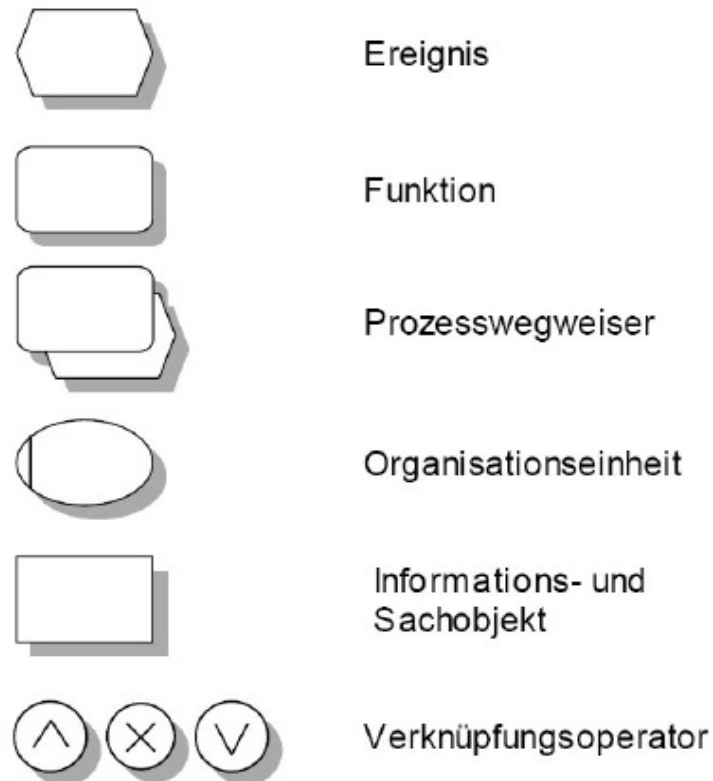 Ereignis
Funktion
Prozesswegweiser
Organisationseinheit
Informations- und
Sachobjekt
Verknüpfungsoperator